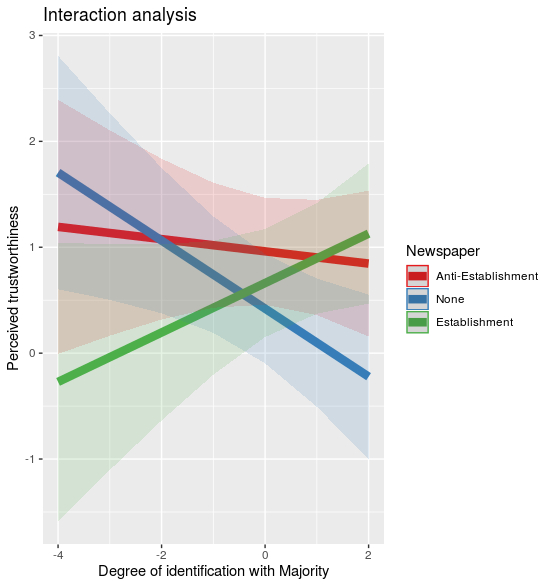 Interaction analysis
3
2
1
0
-1
-4
-2
0
2
Perceived trustworthiness
Degree of identification with Majority
Newspaper
Anti-Establishment
None
Establishment